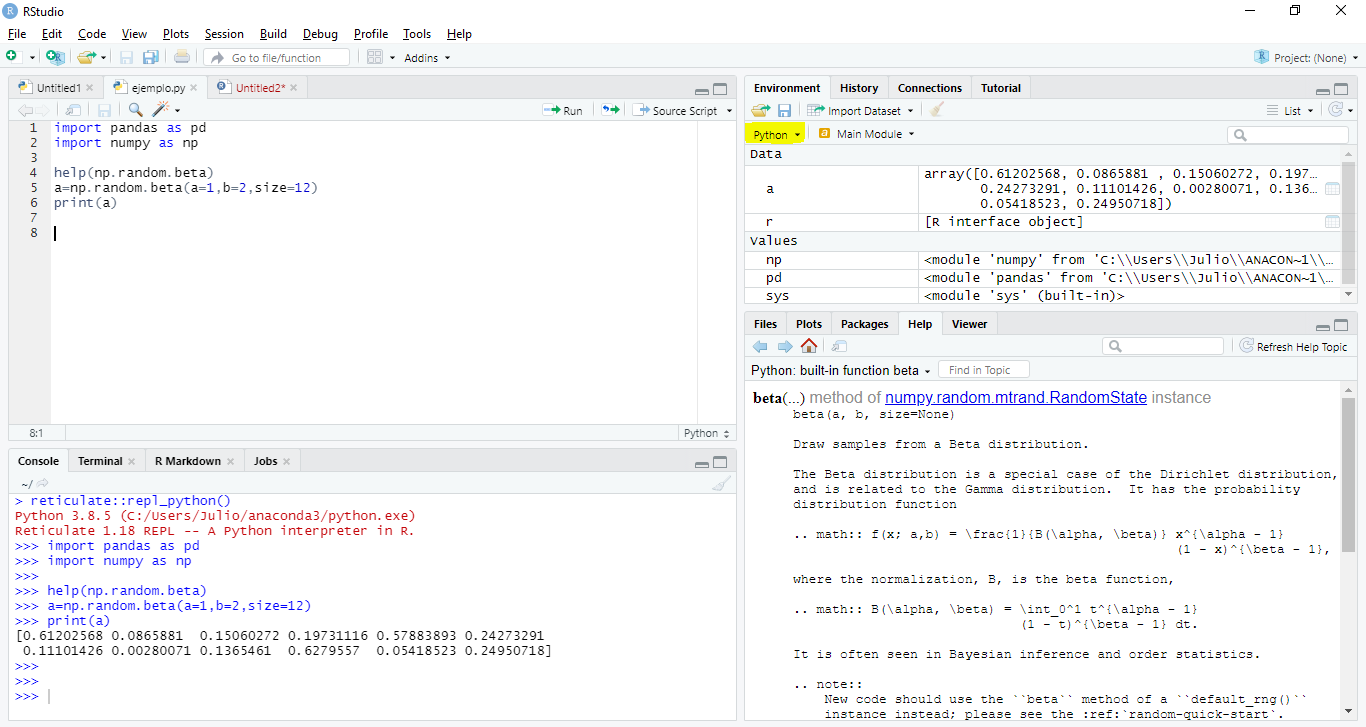 RStudio
File Edit Code View Plots Session Build Debug Profile Tools Help
Go to file/function Addins Project: (None)
Untitled1 ejemplo.py Untitled2*
Run Source Script
1 import pandas as pd
2 import numpy as np
3
4 help(np.random.beta)
5 a=np.random.beta(a=1,b=2,size=12)
6 print(a)
7
8
8:1 Python
Console Terminal R Markdown Jobs
~/
> reticulate::repl_python()
Python 3.8.5 (C:/Users/Julio/anaconda3/python.exe)
Reticulate 1.18 REPL -- A Python interpreter in R.
>>> import pandas as pd
>>> import numpy as np
>>>
>>> help(np.random.beta)
>>> a=np.random.beta(a=1,b=2,size=12)
>>> print(a)
[0.61202568 0.0865881  0.15060272 0.19731116 0.57883893 0.24273291
 0.11101426 0.00280071 0.1365461  0.6279557  0.05418523 0.24950718]
>>>
>>>
>>>
Environment History Connections Tutorial
Import Dataset List
Python Main Module
Data
a array([0.61202568, 0.0865881 , 0.15060272, 0.197…
0.24273291, 0.11101426, 0.00280071, 0.136…
0.05418523, 0.24950718])
r [R interface object]
Values
np <module 'numpy' from 'C:\\Users\\Julio\\ANACON~1\\…
pd <module 'pandas' from 'C:\\Users\\Julio\\ANACON~1\…
sys <module 'sys' (built-in)>
Files Plots Packages Help Viewer
Refresh Help Topic
Python: built-in function beta Find in Topic
beta(...) method of numpy.random.mtrand.RandomState instance
beta(a, b, size=None)
Draw samples from a Beta distribution.
The Beta distribution is a special case of the Dirichlet distribution,
and is related to the Gamma distribution.  It has the probability
distribution function
.. math:: f(x; a,b) = \frac{1}{B(\alpha, \beta)} x^{\alpha - 1}
(1 - x)^{\beta - 1},
where the normalization, B, is the beta function,
.. math:: B(\alpha, \beta) = \int_0^1 t^{\alpha - 1}
(1 - t)^{\beta - 1} dt.
It is often seen in Bayesian inference and order statistics.
.. note::
New code should use the ``beta`` method of a ``default_rng()``
instance instead; please see the :ref:`random-quick-start`.